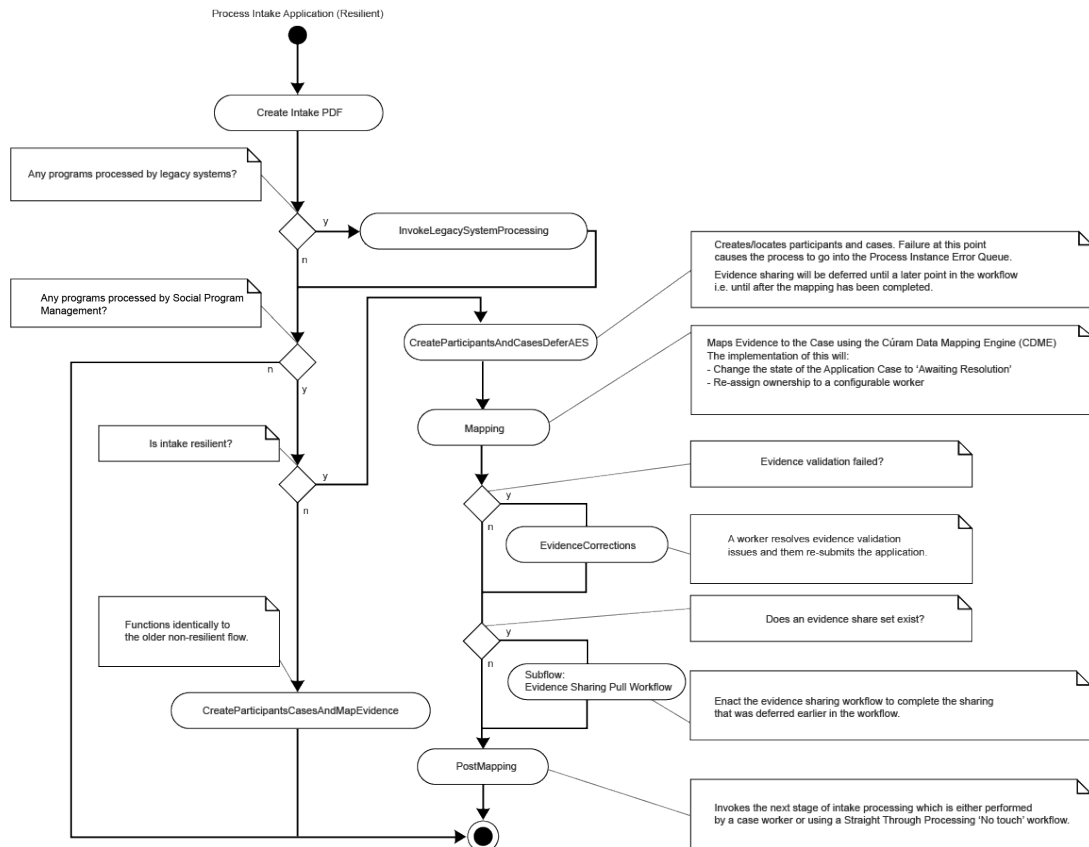 Process Intake Application (Resilient)
Create Intake PDF
Any programs processed by legacy systems?
y
n
InvokeLegacySystemProcessing
Any programs processed by Social Program
Management?
n
y
Creates/locates participants and cases. Failure at this point
causes the process to go into the Process Instance Error Queue.
Evidence sharing will be deferred until a later point in the workflow
i.e. until after the mapping has been completed.
CreateParticipantsAndCasesDeferAES
Maps Evidence to the Case using the Cúram Data Mapping Engine (CDME)
The implementation of this will:
- Change the state of the Application Case to ‘Awaiting Resolution’
- Re-assign ownership to a configurable worker
Mapping
Is intake resilient?
y
n
Evidence validation failed?
y
n
EvidenceCorrections
A worker resolves evidence validation
issues and them re-submits the application.
Does an evidence share set exist?
y
n
Functions identically to
the older non-resilient flow.
Subflow:
Evidence Sharing Pull Workflow
Enact the evidence sharing workflow to complete the sharing
that was deferred earlier in the workflow.
CreateParticipantsCasesAndMapEvidence
PostMapping
Invokes the next stage of intake processing which is either performed
by a case worker or using a Straight Through Processing ‘No touch’ workflow.